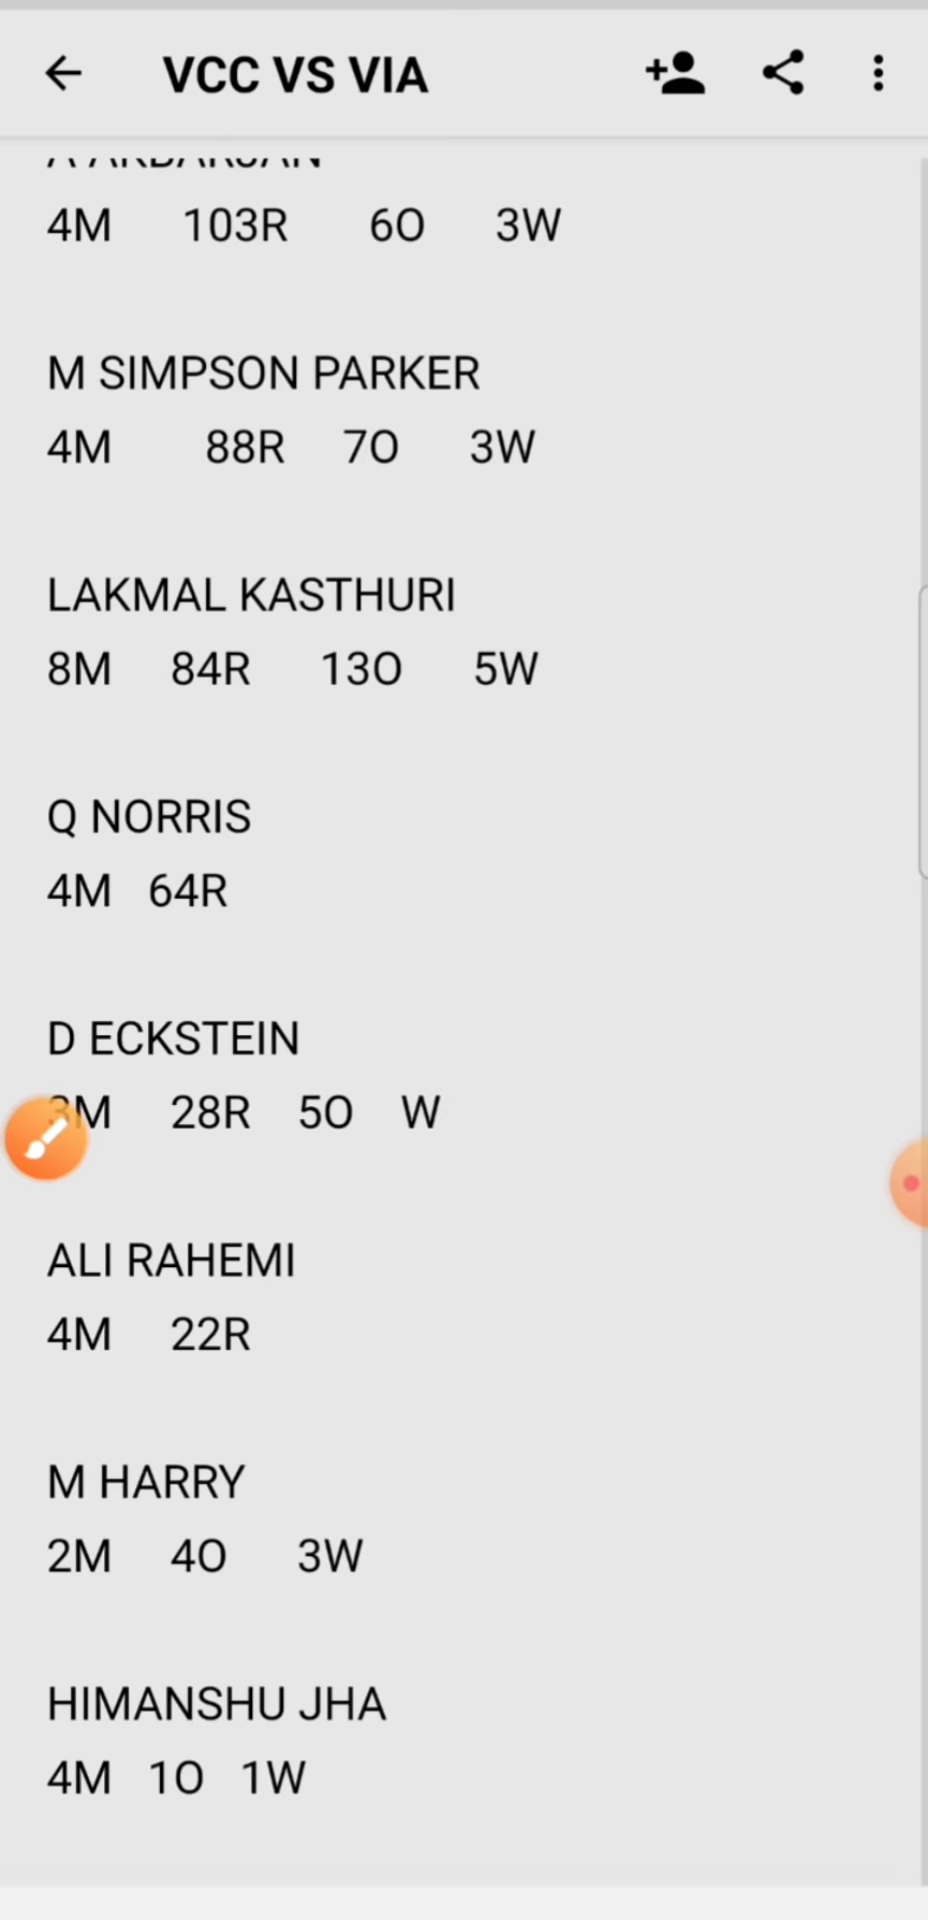 VCC VS VIA
4M 103R 6O 3W
M SIMPSON PARKER
4M 88R 7O 3W
LAKMAL KASTHURI
8M 84R 13O 5W
Q NORRIS
4M 64R
D ECKSTEIN
3M 28R 5O W
ALI RAHEMI
4M 22R
M HARRY
2M 4O 3W
HIMANSHU JHA
4M 1O 1W